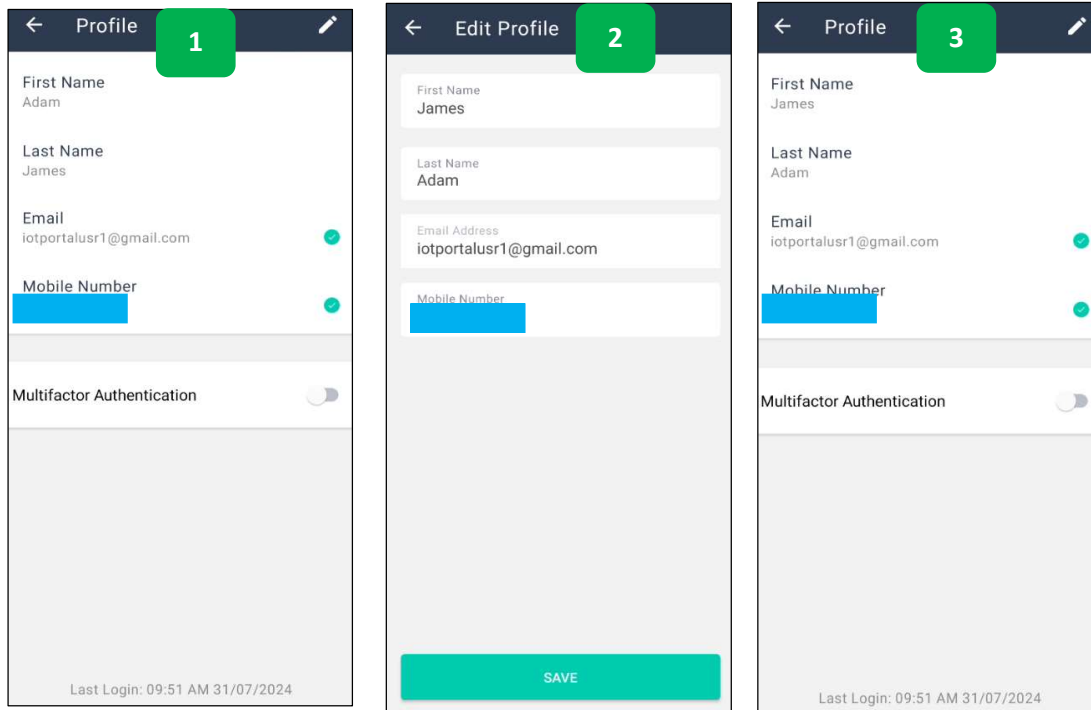 Profile
1
First Name
Adam
Last Name
James
Email
iotportalusr1@gmail.com
Mobile Number
Multifactor Authentication
Last Login: 09:51 AM 31/07/2024
Edit Profile
2
First Name
James
Last Name
Adam
Email Address
iotportalusr1@gmail.com
Mobile Number
SAVE
Profile
3
First Name
James
Last Name
Adam
Email
iotportalusr1@gmail.com
Mobile Number
Multifactor Authentication
Last Login: 09:51 AM 31/07/2024